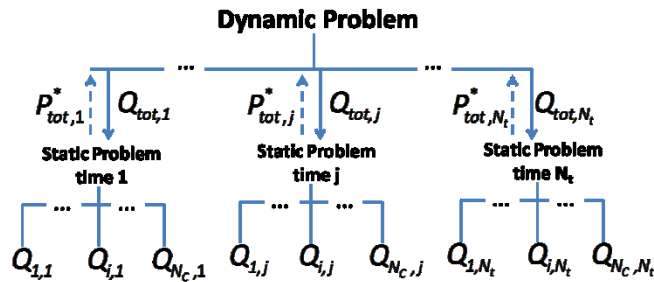 Dynamic Problem
... ... ...
P*tot,1 Qtot,1 P*tot,j Qtot,j P*tot,Nt Qtot,Nt
Static Problem Static Problem Static Problem
time 1 time j time Nt
... ... ... ... ... ...
Q1,1 Qi,1 QNC,1 Q1,j Qi,j QNC,j Q1,Nt Qi,Nt QNC,Nt